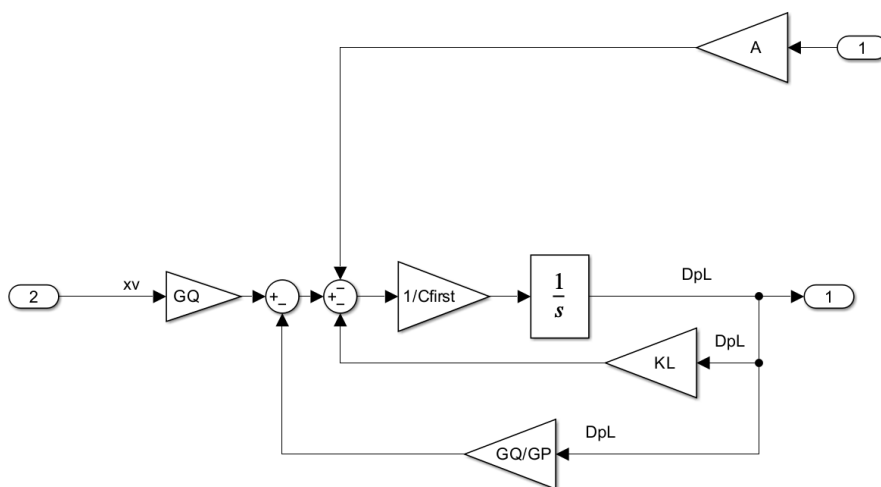 A
1
DpL
2
xv
GQ
+
−
−
+
−
1/Cfirst
1
s
1
DpL
KL
DpL
GQ/GP